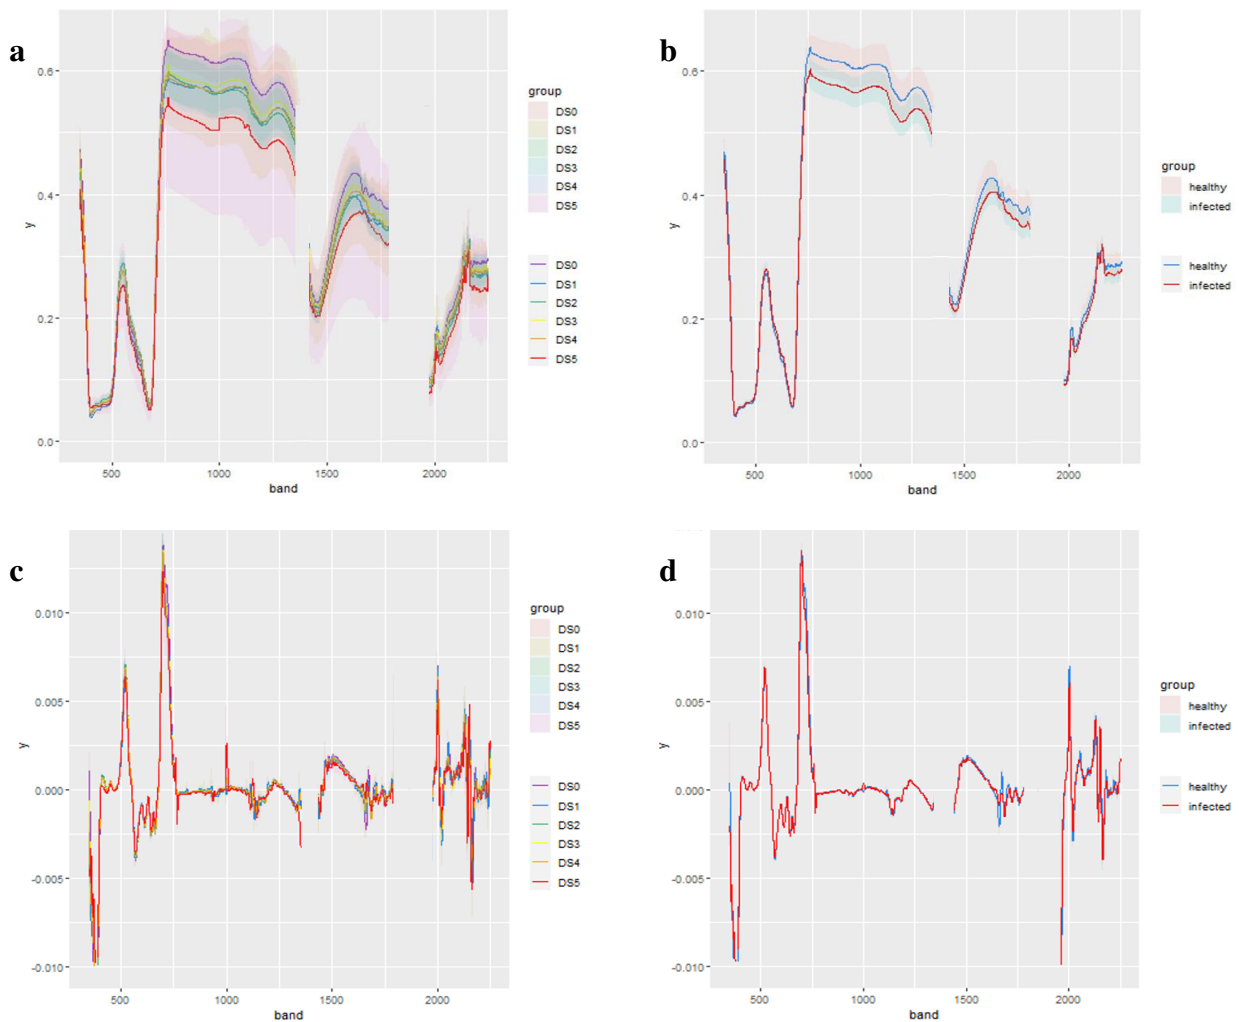 a
0.6
0.4
0.2
0.0
y
500
1000
1500
2000
band
group
DS0
DS1
DS2
DS3
DS4
DS5
DS0
DS1
DS2
DS3
DS4
DS5
b
0.6
0.4
0.2
0.0
y
500
1000
1500
2000
band
group
healthy
infected
healthy
infected
c
0.010
0.005
0.000
-0.005
-0.010
y
500
1000
1500
2000
band
group
DS0
DS1
DS2
DS3
DS4
DS5
DS0
DS1
DS2
DS3
DS4
DS5
d
0.010
0.005
0.000
-0.005
-0.010
y
500
1000
1500
2000
band
group
healthy
infected
healthy
infected